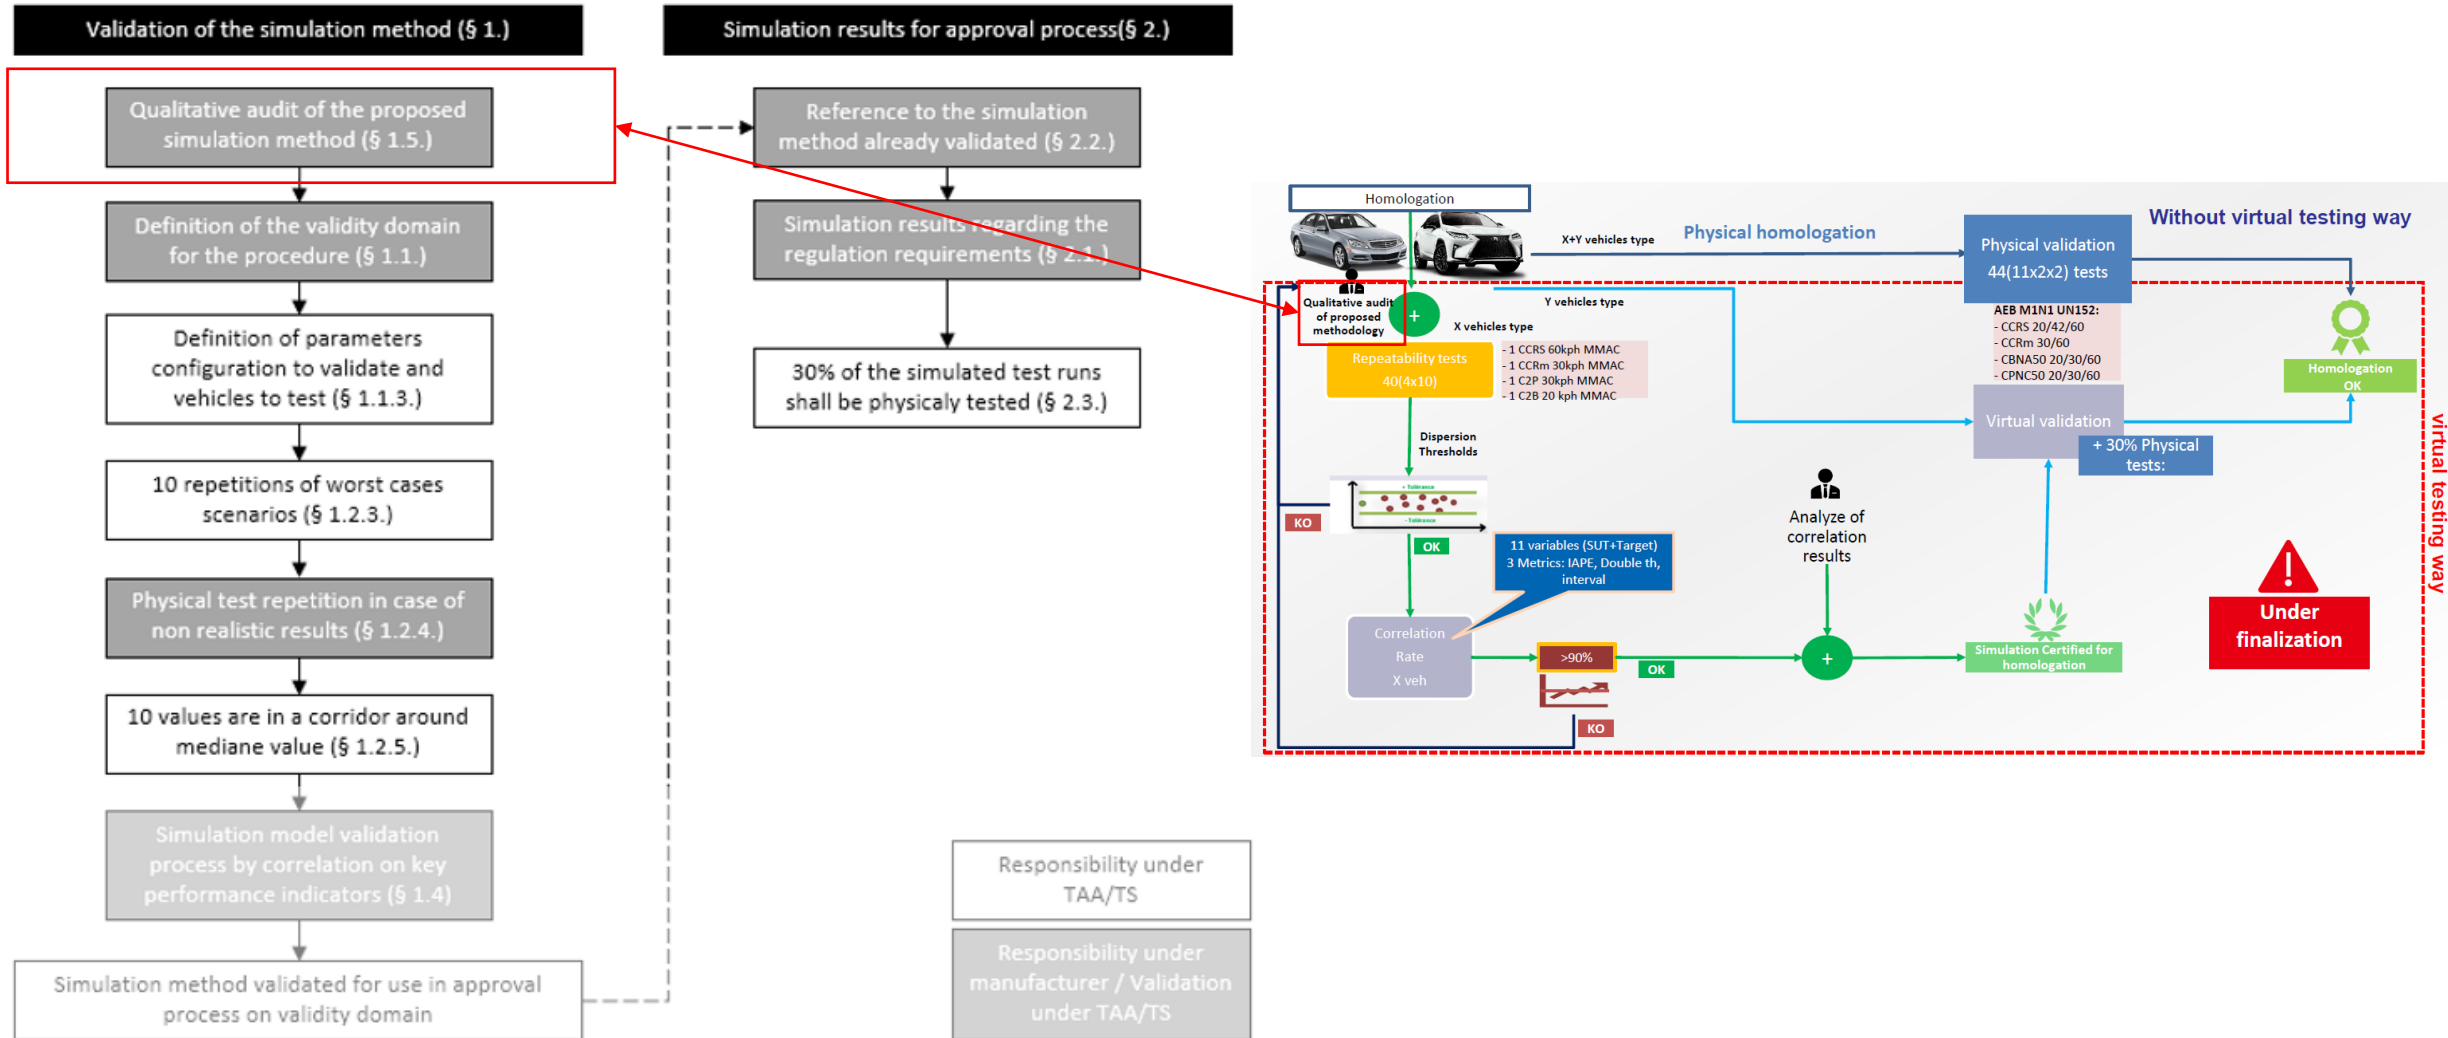 Validation of the simulation method (§ 1.)
Qualitative audit of the proposed
simulation method (§ 1.5.)
Definition of the validity domain
for the procedure (§ 1.1.)
Definition of parameters
configuration to validate and
vehicles to test (§ 1.1.3.)
10 repetitions of worst cases
scenarios (§ 1.2.3.)
Physical test repetition in case of
non realistic results (§ 1.2.4.)
10 values are in a corridor around
mediane value (§ 1.2.5.)
Simulation model validation
process by correlation on key
performance indicators (§ 1.4)
Simulation method validated for use in approval
process on validity domain
Simulation results for approval process(§ 2.)
Reference to the simulation
method already validated (§ 2.2.)
Simulation results regarding the
regulation requirements (§ 2.1.)
30% of the simulated test runs
shall be physicaly tested (§ 2.3.)
Responsibility under
TAA/TS
Responsibility under
manufacturer / Validation
under TAA/TS
Homologation
X+Y vehicles type
Physical homologation
Physical validation
44(11x2x2) tests
Without virtual testing way
Qualitative audit
of proposed
methodology
+
Y vehicles type
X vehicles type
AEB M1N1 UN152:
- CCRS 20/42/60
- CCRm 30/60
- CBNA50 20/30/60
- CPNC50 20/30/60
Repeatability tests
40(4x10)
- 1 CCRS 60kph MMAC
- 1 CCRm 30kph MMAC
- 1 C2P 30kph MMAC
- 1 C2B 20 kph MMAC
Homologation
OK
Virtual validation
+ 30% Physical
tests:
Dispersion
Thresholds
+ Tolérance
- Tolérance
KO
OK
11 variables (SUT+Target)
3 Metrics: IAPE, Double th,
interval
Analyze of
correlation
results
Correlation
Rate
X veh
>90%
OK
+
Simulation Certified for
homologation
KO
Under
finalization
virtual testing way